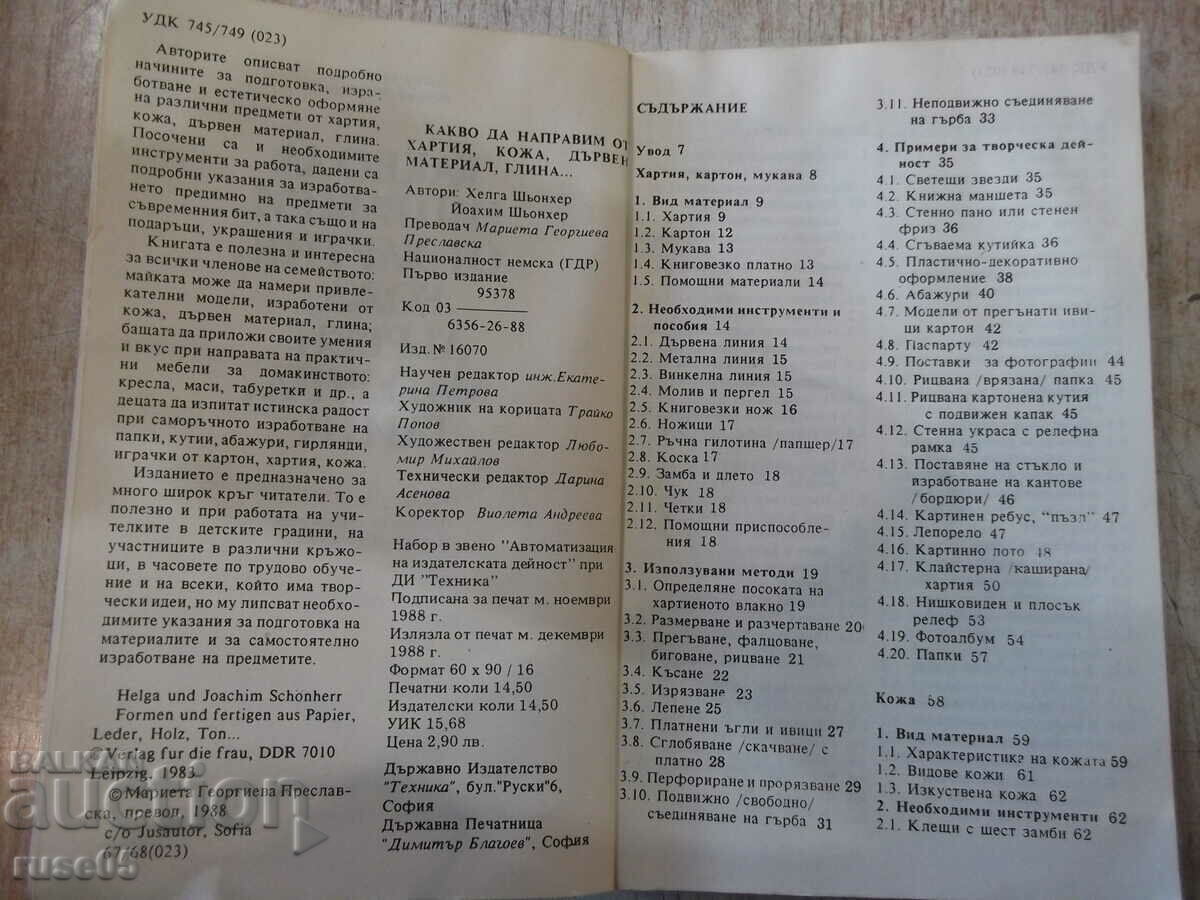 УДК 745/749 (023)
Авторите описват подробно
начините за подготовка, изра-
ботване и естетическо оформяне
на различни предмети от хартия,
кожа, дървен материал, глина.
Посочени са и необходимите
инструменти за работа, дадени са
подробни указания за изработва-
нето предимно на предмети за
съвременния бит, а така също и на
подаръци, украшения и играчки.
Книгата е полезна и интересна
за всички членове на семейството:
майката може да намери привле-
кателни модели, изработени от
кожа, дървен материал, глина;
бащата да приложи своите умения
и вкус при направата на практич-
ни мебели за домакинството:
кресла, маси, табуретки и др., а
децата да изпитат истинска радост
при саморъчното изработване на
папки, кутии, абажури, гирлянди,
играчки от картон, хартия, кожа.
Изданието е предназначено за
много широк кръг читатели. То е
полезно и при работата на учи-
телките в детските градини, на
участниците в различни кръжо-
ци, в часовете по трудово обуче-
ние и на всеки, който има твор-
чески идеи, но му липсват необхо-
димите указания за подготовка на
материалите и за самостоятелно
изработване на предметите.
Helga und Joachim Schönherr
Formen und fertigen aus Papier,
Leder, Holz, Ton...
©Verlag fur die frau, DDR 7010
Leipzig, 1983
©Мариета Георгиева Преслав-
ска, превод, 1988
c/o Jusautor, Sofia
67/68(023)
КАКВО ДА НАПРАВИМ ОТ
ХАРТИЯ, КОЖА, ДЪРВЕН
МАТЕРИАЛ, ГЛИНА...
Автори: Хелга Шьонхер
Йоахим Шьонхер
Преводач Мариета Георгиева
Преславска
Националност немска (ГДР)
Първо издание
95378
Код 03
6356-26-88
Изд.№ 16070
Научен редактор инж.Екате-
рина Петрова
Художник на корицата Трайко
Попов
Художествен редактор Любо-
мир Михайлов
Технически редактор Дарина
Асенова
Коректор Виолета Андреева
Набор в звено "Автоматизация
на издателската дейност" при
ДИ "Техника"
Подписана за печат м. ноември
1988 г.
Излязла от печат м. декември
1988 г.
Формат 60 х 90 / 16
Печатни коли 14,50
Издателски коли 14,50
УИК 15,68
Цена 2,90 лв.
Държавно Издателство
"Техника", бул."Руски"6,
София
Държавна Печатница
"Димитър Благоев", София
СЪДЪРЖАНИЕ
Увод 7
Хартия, картон, мукава 8
1. Вид материал 9
1.1. Хартия 9
1.2. Картон 12
1.3. Мукава 13
1.4. Книговезко платно 13
1.5. Помощни материали 14
2. Необходими инструменти и
пособия 14
2.1. Дървена линия 14
2.2. Метална линия 15
2.3. Винкелна линия 15
2.4. Молив и пергел 15
2.5. Книговезки нож 16
2.6. Ножици 17
2.7. Ръчна гилотина /папшер/17
2.8. Коска 17
2.9. Замба и длето 18
2.10. Чук 18
2.11. Четки 18
2.12. Помощни приспособле-
ния 18
3. Използувани методи 19
3.1. Определяне посоката на
хартиеното влакно 19
3.2. Размерване и разчертаване 20
3.3. Прегъване, фалцоване,
биговане, рицване 21
3.4. Късане 22
3.5. Изрязване 23
3.6. Лепене 25
3.7. Платнени ъгли и ивици 27
3.8. Сглобяване /скачване/ с
платно 28
3.9. Перфориране и прорязване 29
3.10. Подвижно /свободно/
съединяване на гърба 31
3.11. Неподвижно съединяване
на гърба 33
4. Примери за творческа дей-
ност 35
4.1. Светещи звезди 35
4.2. Книжна маншета 35
4.3. Стенно пано или стенен
фриз 36
4.4. Сгъваема кутийка 36
4.5. Пластично-декоративно
оформление 38
4.6. Абажури 40
4.7. Модели от прегънати иви-
ци картон 42
4.8. Паспарту 42
4.9. Поставки за фотографии 44
4.10. Рицвана /врязана/ папка 45
4.11. Рицвана картонена кутия
с подвижен капак 45
4.12. Стенна украса с релефна
рамка 45
4.13. Поставяне на стъкло и
изработване на кантове
/бордюри/ 46
4.14. Картинен ребус, "пъзл" 47
4.15. Лепорело 47
4.16. Картинно лото 48
4.17. Клайстерна /каширана/
хартия 50
4.18. Нишковиден и плосък
релеф 53
4.19. Фотоалбум 54
4.20. Папки 57
Кожа 58
1. Вид материал 59
1.1. Характеристика на кожата 59
1.2. Видове кожи 61
1.3. Изкуствена кожа 62
2. Необходими инструменти 62
2.1. Клещи с шест замби 62
БАЛКАН
auction
ruse05